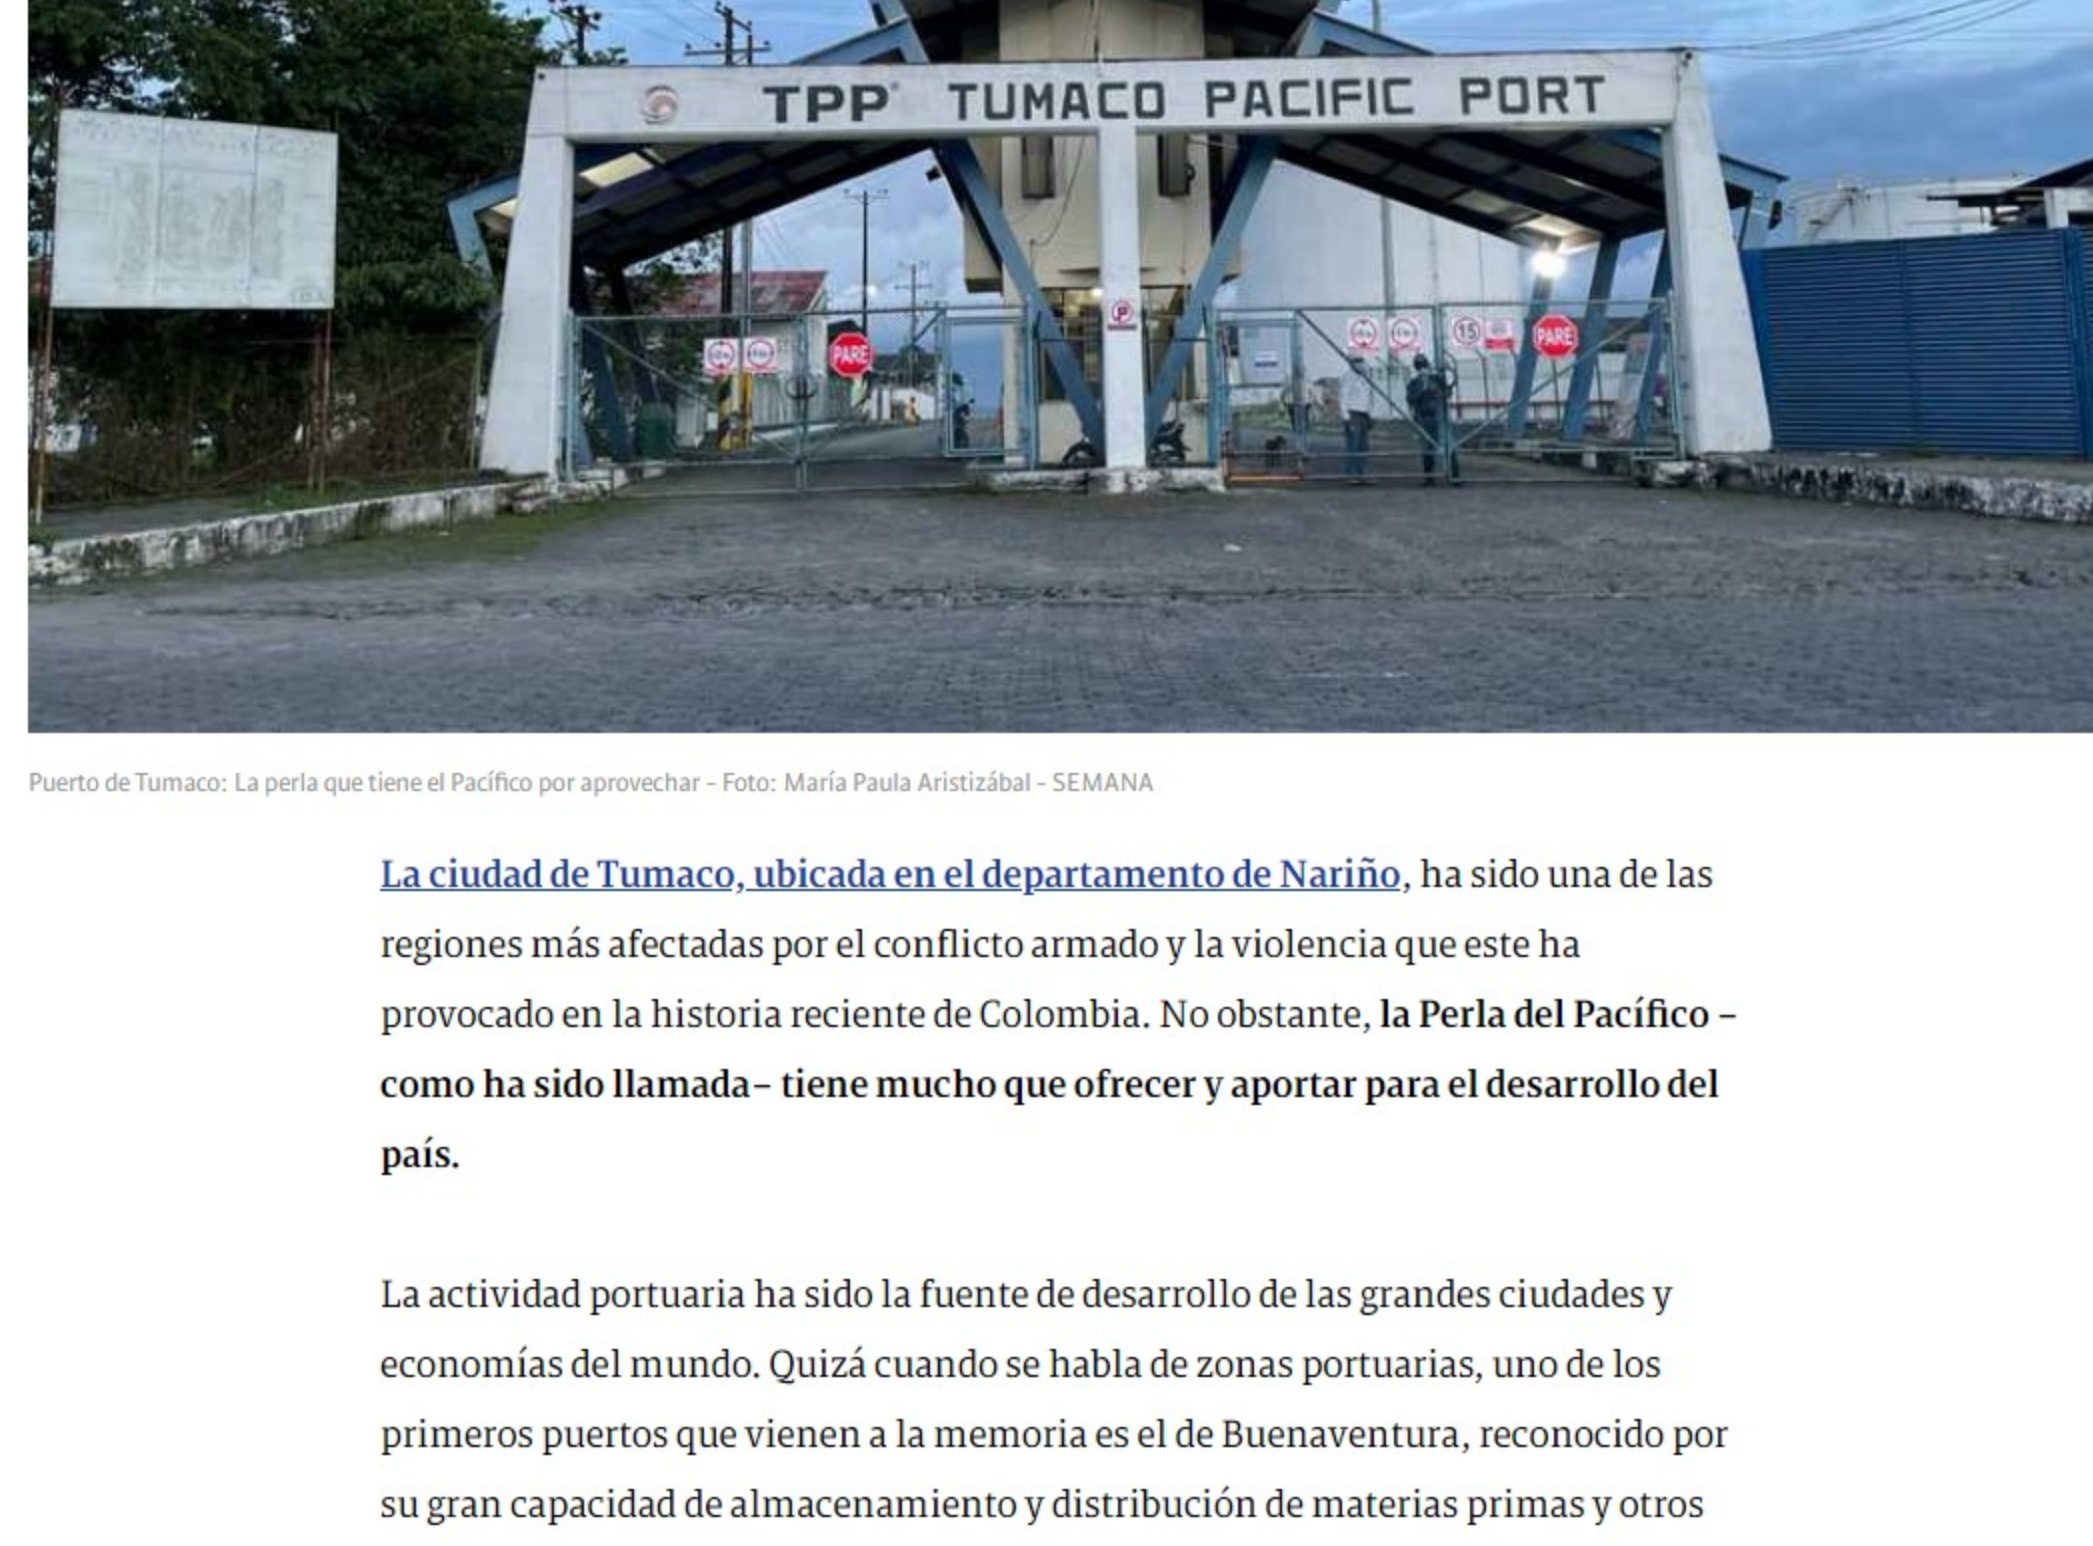 TPP TUMACO PACIFIC PORT
P
PARE
15
PARE
Puerto de Tumaco: La perla que tiene el Pacífico por aprovechar - Foto: María Paula Aristizábal - SEMANA
La ciudad de Tumaco, ubicada en el departamento de Nariño, ha sido una de las
regiones más afectadas por el conflicto armado y la violencia que este ha
provocado en la historia reciente de Colombia. No obstante, la Perla del Pacífico –
como ha sido llamada– tiene mucho que ofrecer y aportar para el desarrollo del
país.
La actividad portuaria ha sido la fuente de desarrollo de las grandes ciudades y
economías del mundo. Quizá cuando se habla de zonas portuarias, uno de los
primeros puertos que vienen a la memoria es el de Buenaventura, reconocido por
su gran capacidad de almacenamiento y distribución de materias primas y otros